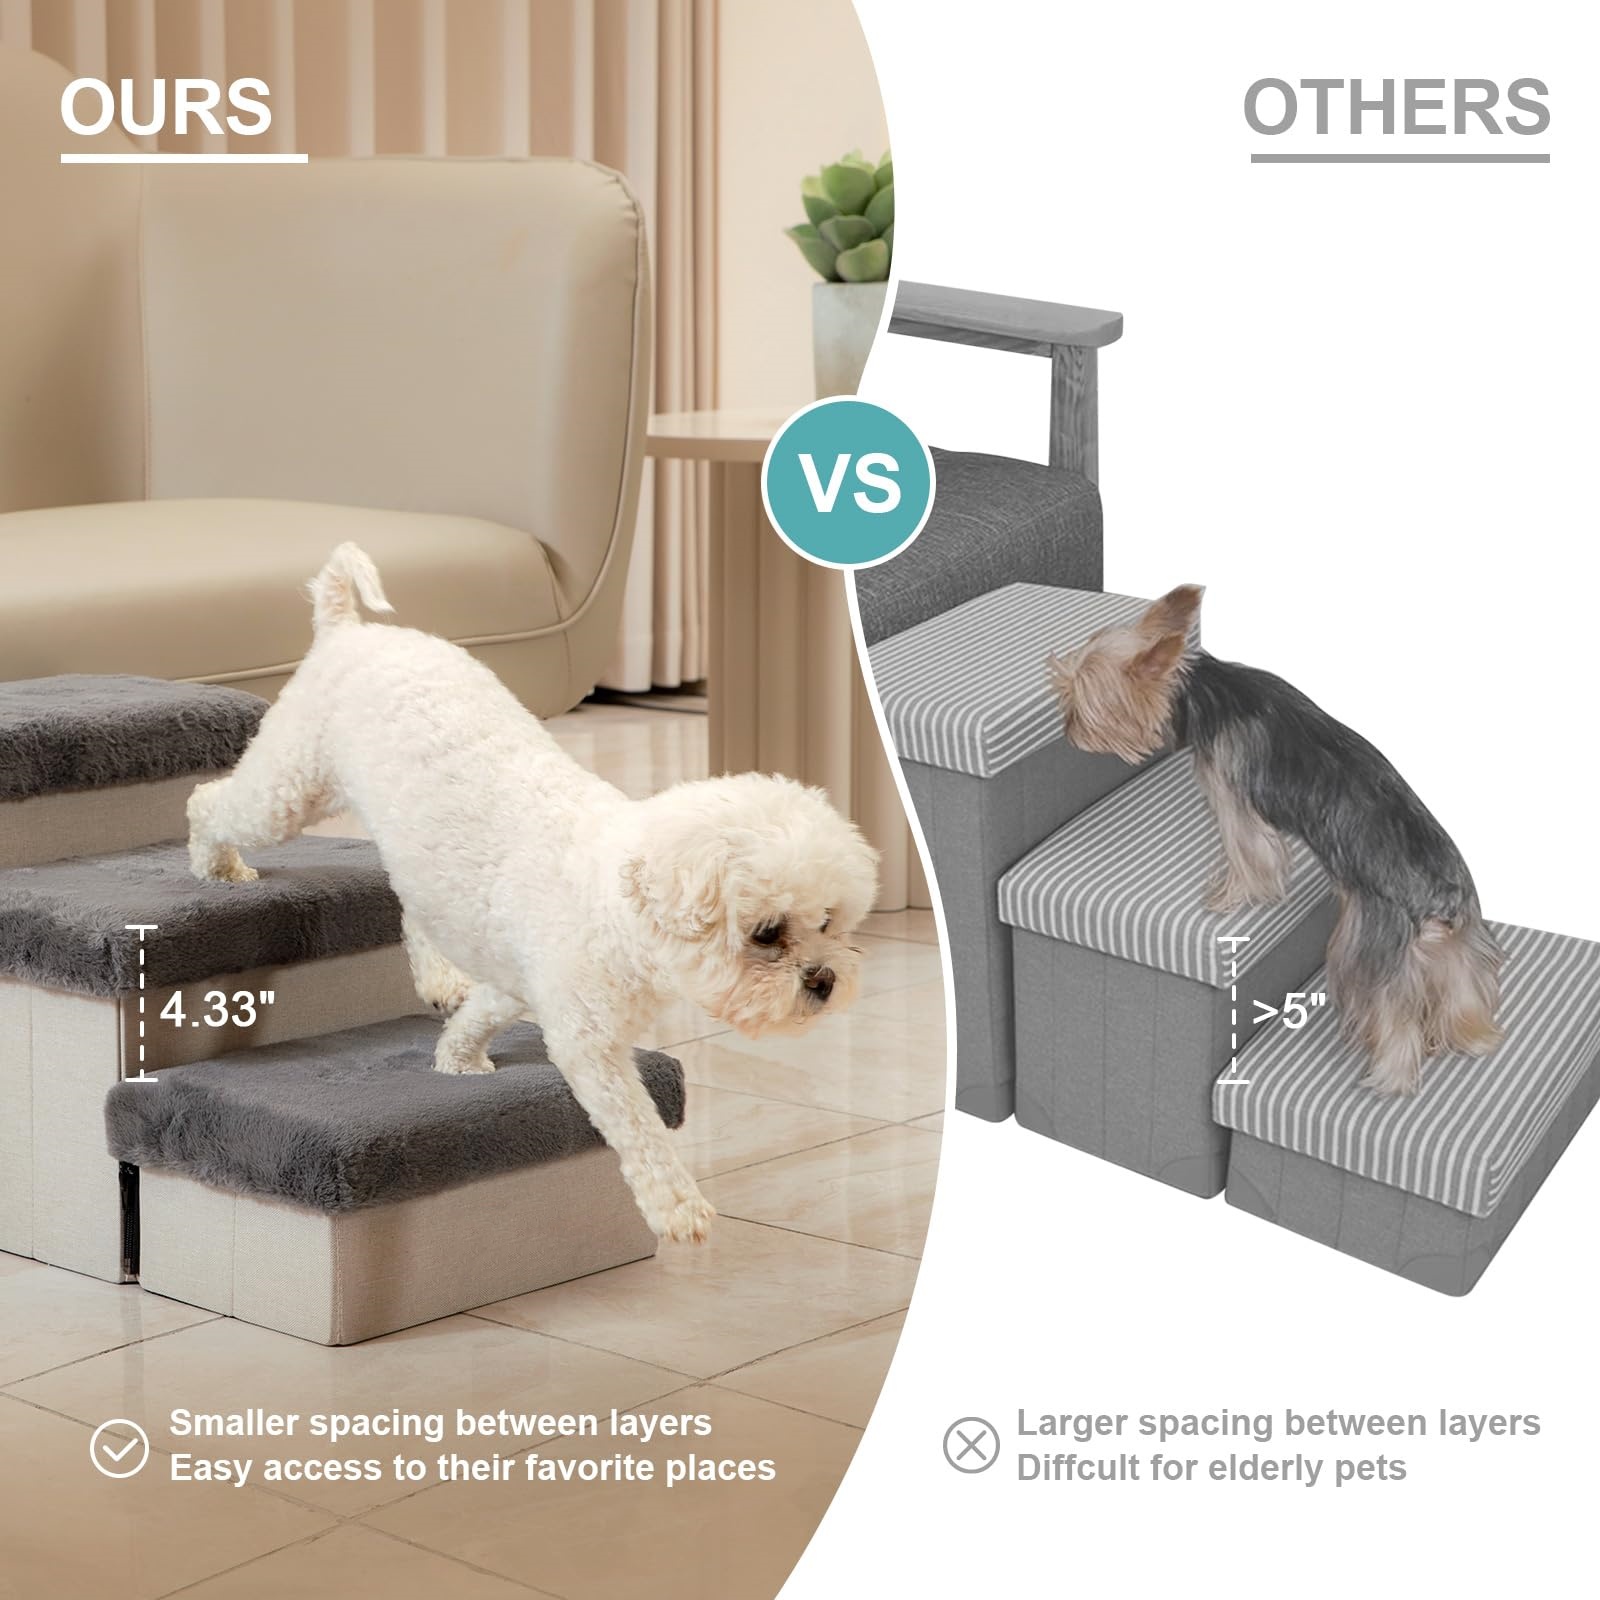 OURS
OTHERS
VS
4.33"
>5"
Smaller spacing between layers
Easy access to their favorite places
Larger spacing between layers
Diffcult for elderly pets